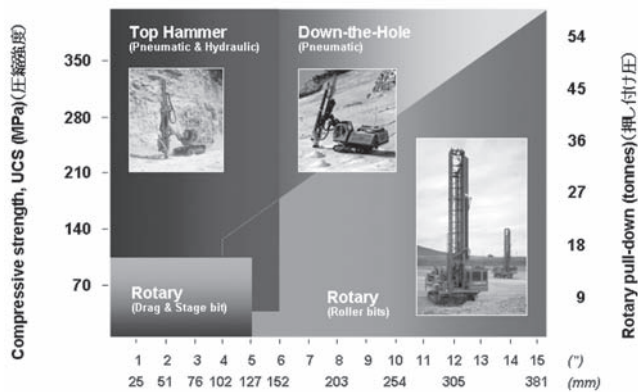 Top Hammer
(Pneumatic & Hydraulic)
Down-the-Hole
(Pneumatic)
Rotary
(Drag & Stage bit)
Rotary
(Roller bits)
Compressive strength, UCS (MPa)(圧縮強度)
350
280
210
140
70
54
45
36
27
18
9
Rotary pull-down (tonnes)(押し付け圧)
1 2 3 4 5 6 7 8 9 10 11 12 13 14 15 (")
25 51 76 102 127 152 203 254 305 381 (mm)